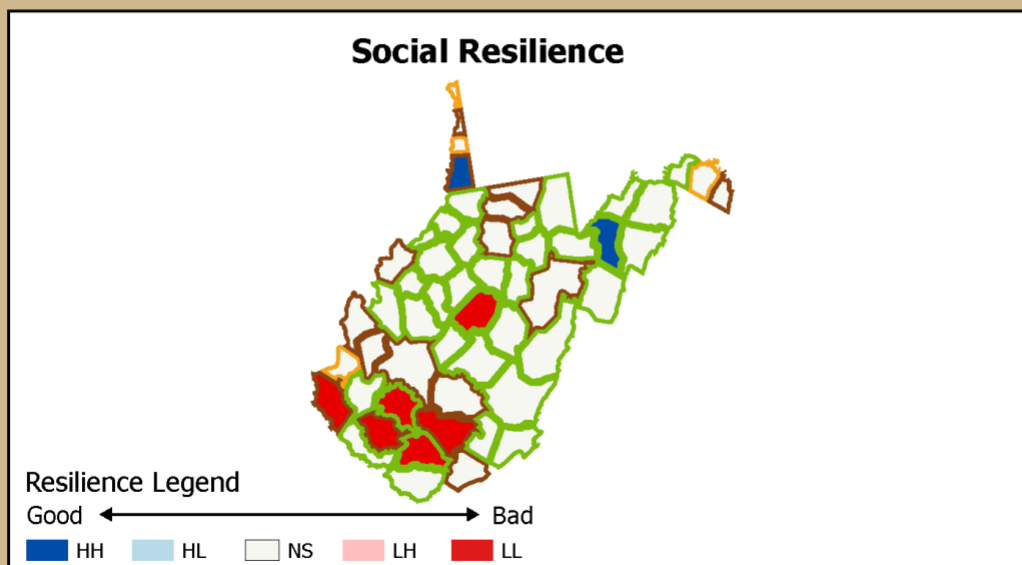 Social Resilience
Resilience Legend
Good Bad
HH HL NS LH LL